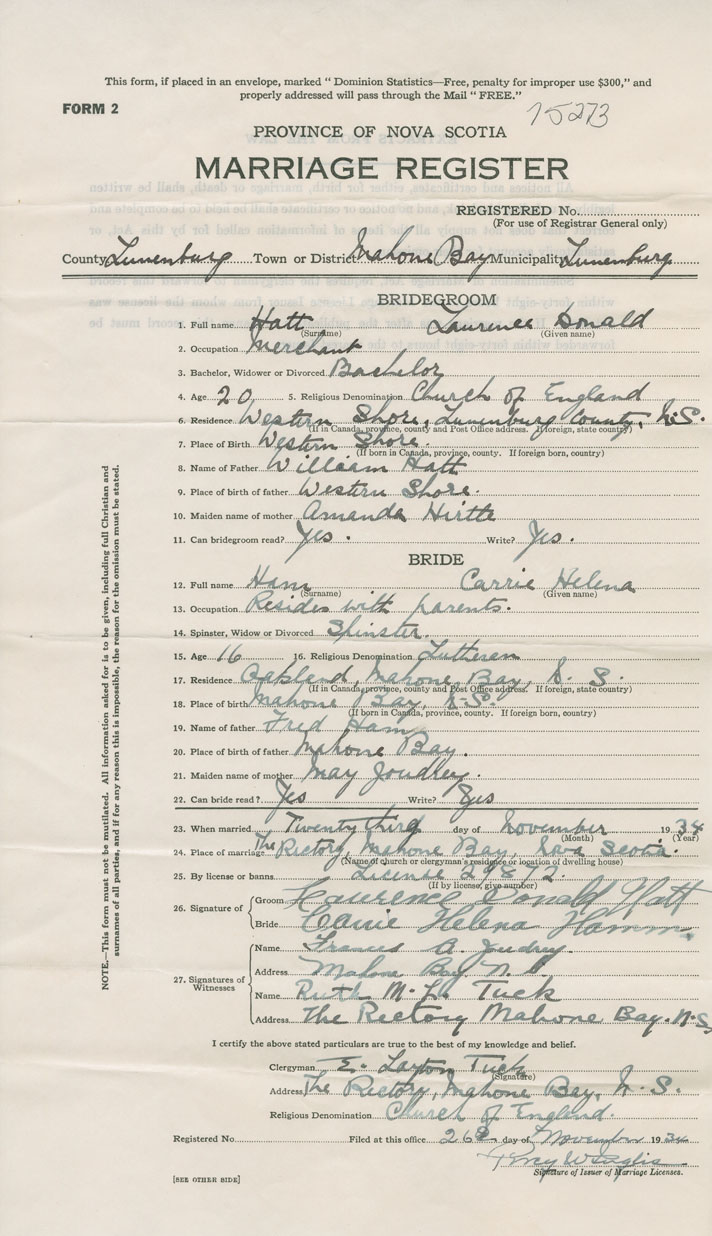 This form, if placed in an envelope, marked " Dominion Statistics—Free, penalty for improper use $300," and
properly addressed will pass through the Mail " FREE."
FORM 2
15273
PROVINCE OF NOVA SCOTIA
MARRIAGE REGISTER
REGISTERED No.
(For use of Registrar General only)
County Lunenburg Town or District Mahone Bay Municipality Lunenburg
BRIDEGROOM
1. Full name Hatt Laurence Donald
(Surname) (Given name)
2. Occupation Merchant
3. Bachelor, Widower or Divorced Bachelor
4. Age 20 5. Religious Denomination Church of England
6. Residence Western Shore, Lunenburg County, N.S.
(If in Canada, province, county and Post Office address. If foreign, state country)
7. Place of Birth Western Shore.
(If born in Canada, province, county. If foreign born, country)
8. Name of Father William Hatt
9. Place of birth of father Western Shore.
10. Maiden name of mother Amanda Hirtle
11. Can bridegroom read? Yes. Write? Yes.
BRIDE
12. Full name Ham Carrie Helena
(Surname) (Given name)
13. Occupation Resides with parents.
14. Spinster, Widow or Divorced Spinster.
15. Age 16 16. Religious Denomination Lutheran
17. Residence Oakland, Mahone Bay, N. S.
(If in Canada, province, county and Post Office address. If foreign, state country)
18. Place of birth Mahone Bay, N.S.
(If born in Canada, province, county. If foreign born, country)
19. Name of father Fred Ham
20. Place of birth of father Mahone Bay.
21. Maiden name of mother May Joudrey.
22. Can bride read? Yes Write? Yes
23. When married Twenty third day of November 1934
(Month) (Year)
24. Place of marriage The Rectory, Mahone Bay, Nova Scotia.
(Name of church or clergyman's residence or location of dwelling house)
25. By license or banns License 29872.
(If by license, give number)
26. Signature of
Groom Laurence Donald Hatt
Bride Carrie Helena Hamm.
27. Signatures of Witnesses
Name Frances A. Joudrey.
Address Mahone Bay N.S.
Name Ruth M. Tuck
Address The Rectory Mahone Bay. N.S.
I certify the above stated particulars are true to the best of my knowledge and belief.
Clergyman E. Layton Tuck
(Signature)
Address The Rectory, Mahone Bay, N. S.
Religious Denomination Church of England.
Registered No. Filed at this office 26 day of November 1934
Signature of Issuer of Marriage Licenses.
[SEE OTHER SIDE]
NOTE.—This form must not be mutilated. All information asked for is to be given, including full Christian and
surnames of all parties, and if for any reason this is impossible, the reason for the omission must be stated.